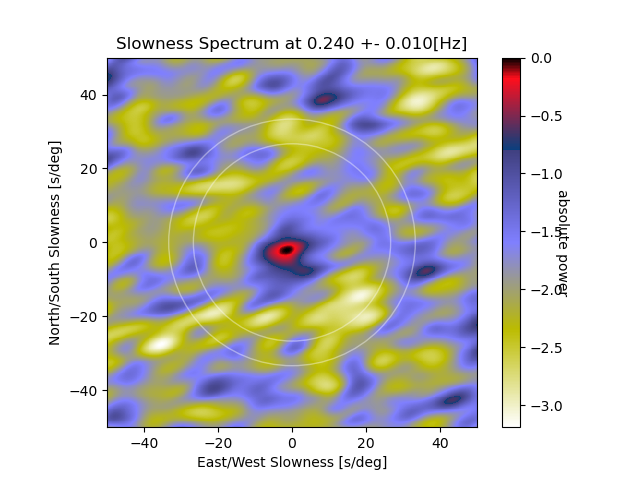 Slowness Spectrum at 0.240 +- 0.010[Hz]
North/South Slowness [s/deg]
40
20
0
−20
−40
−40 −20 0 20 40
East/West Slowness [s/deg]
0.0
−0.5
−1.0
−1.5
−2.0
−2.5
−3.0
absolute power